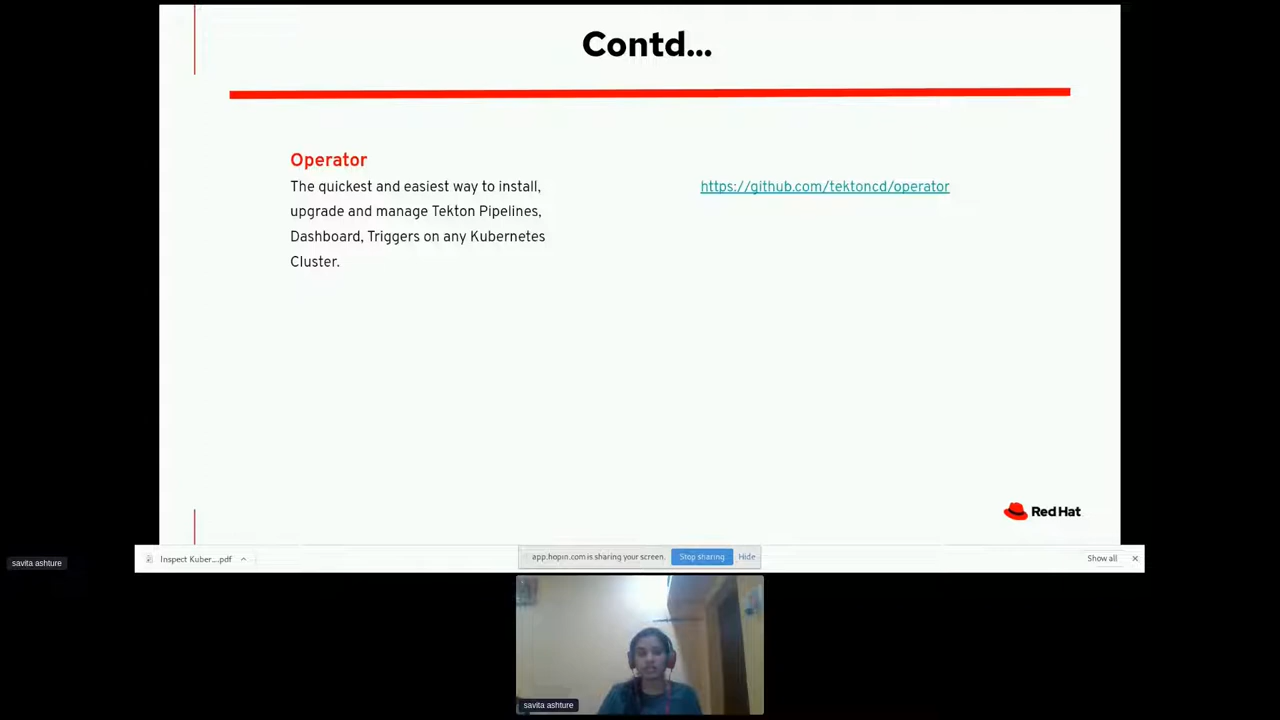 Contd...
Operator
The quickest and easiest way to install,
upgrade and manage Tekton Pipelines,
Dashboard, Triggers on any Kubernetes
Cluster.
https://github.com/tektoncd/operator
Red Hat
savita ashture
Inspect Kuber....pdf
app.hopin.com is sharing your screen.
Stop sharing
Hide
Show all
savita ashture